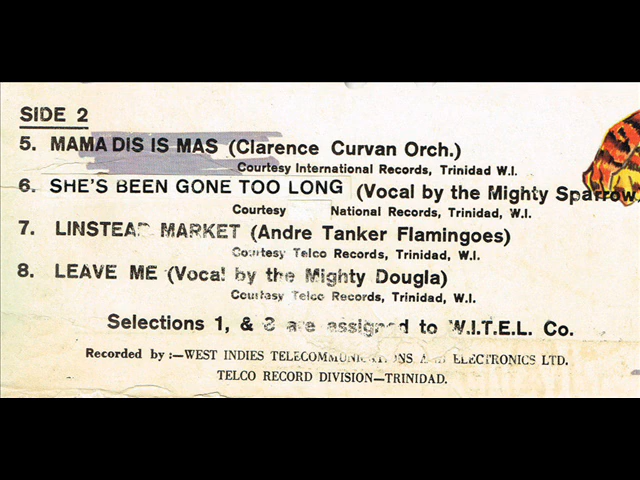 SIDE 2
5. MAMA DIS IS MAS (Clarence Curvan Orch.)
Courtesy International Records, Trinidad W.I.
6. SHE'S BEEN GONE TOO LONG (Vocal by the Mighty Sparrow
Courtesy National Records, Trinidad, W.I.
7. LINSTEAD MARKET (Andre Tanker Flamingoes)
Courtesy Telco Records, Trinidad, W.I.
8. LEAVE ME (Vocal by the Mighty Dougla)
Courtesy Telco Records, Trinidad, W.I.
Selections 1, & 8 are assigned to W.I.T.E.L. Co.
Recorded by :—WEST INDIES TELECOMMUNICATIONS AND ELECTRONICS LTD.
TELCO RECORD DIVISION—TRINIDAD.